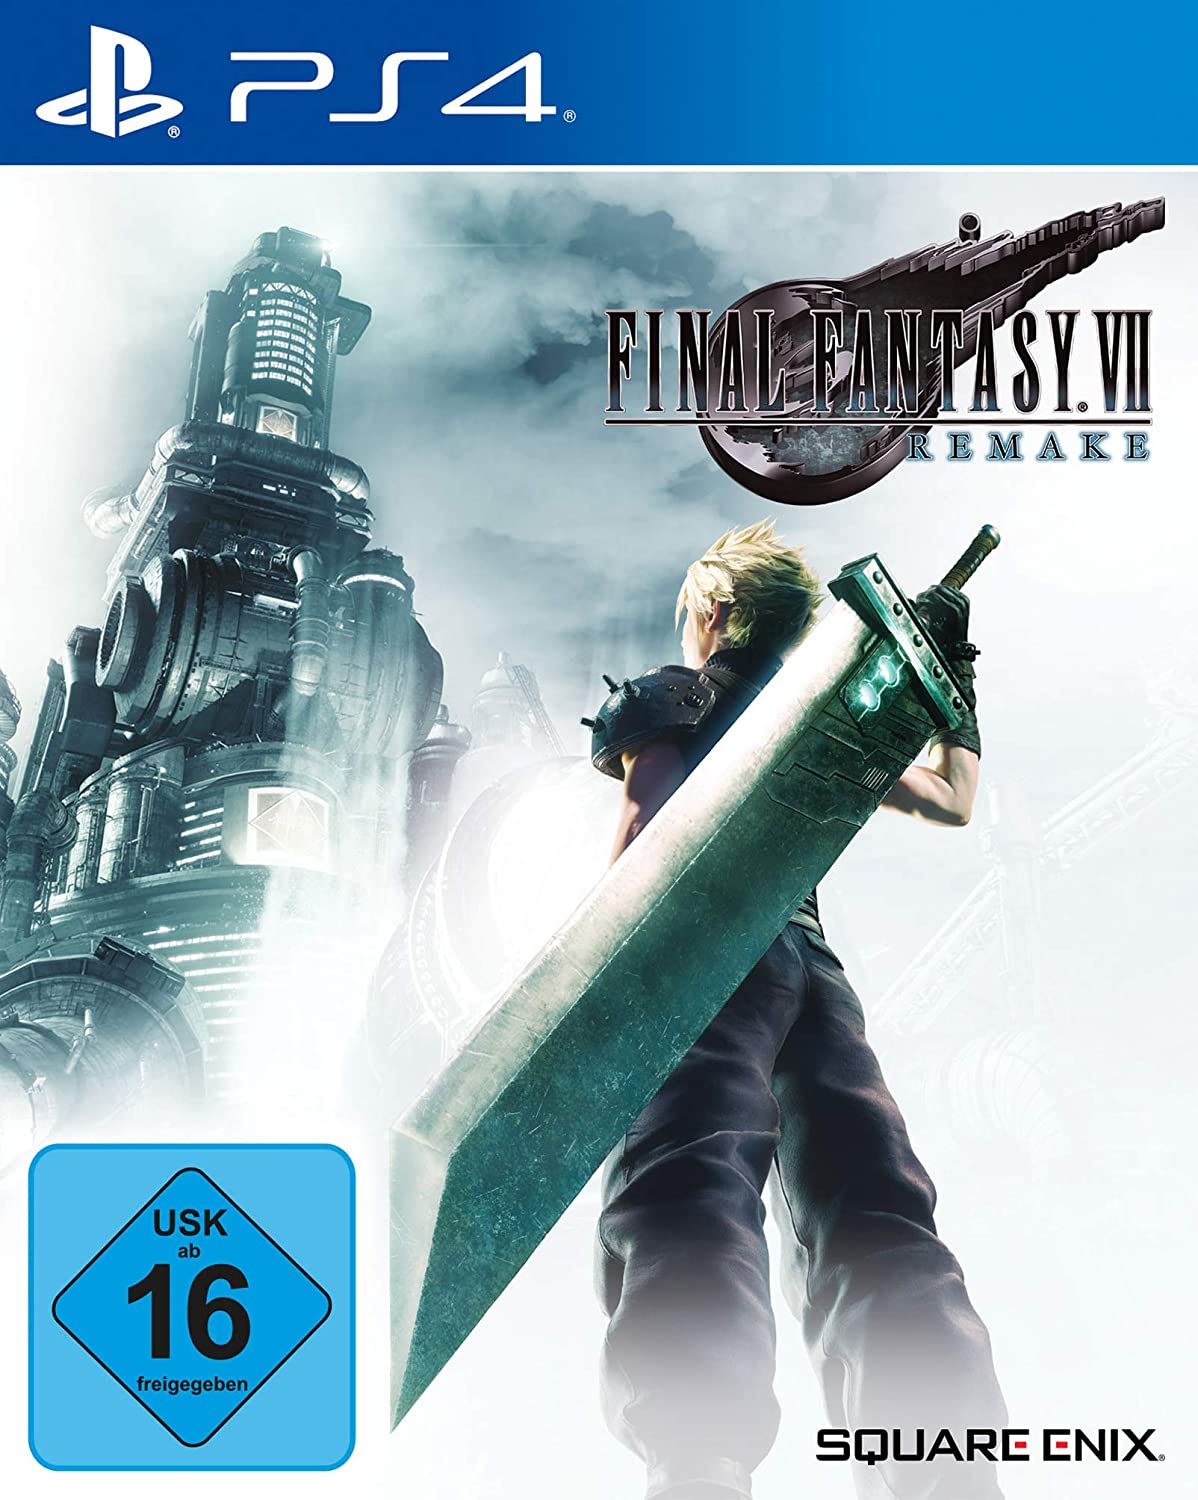 PS4®
FINAL FANTASY® VII
REMAKE
USK
ab
16
freigegeben
SQUARE ENIX®